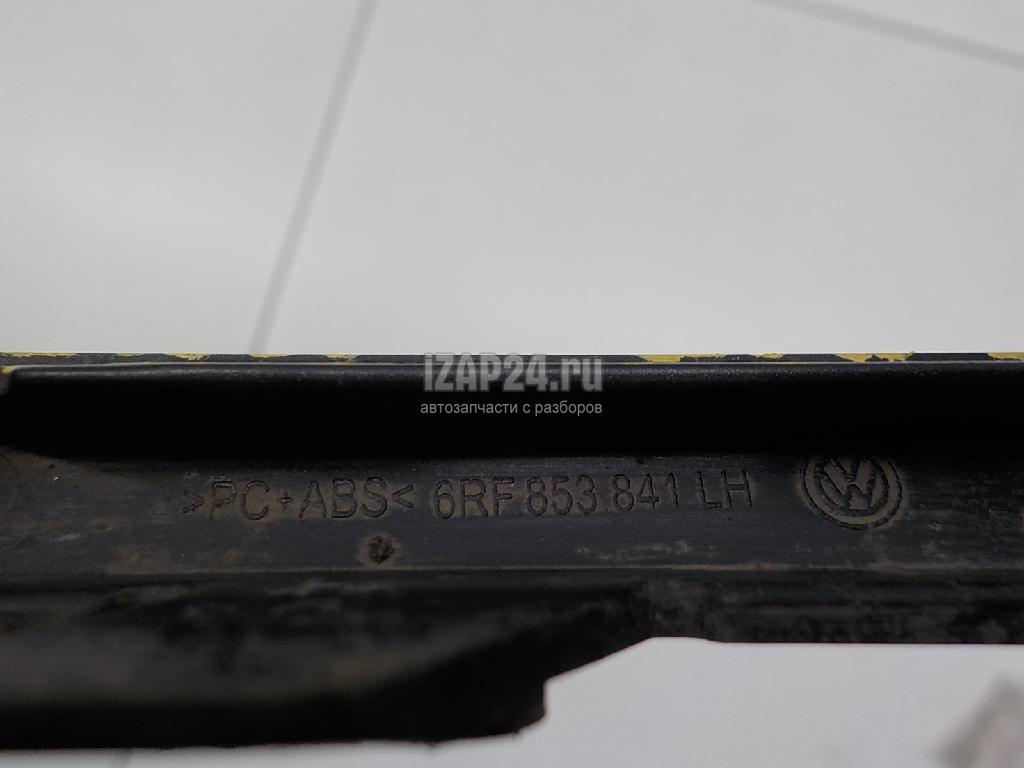 iZAP24.ru
автозапчасти с разборов
>PC+ABS< 6RF 853 841 LH